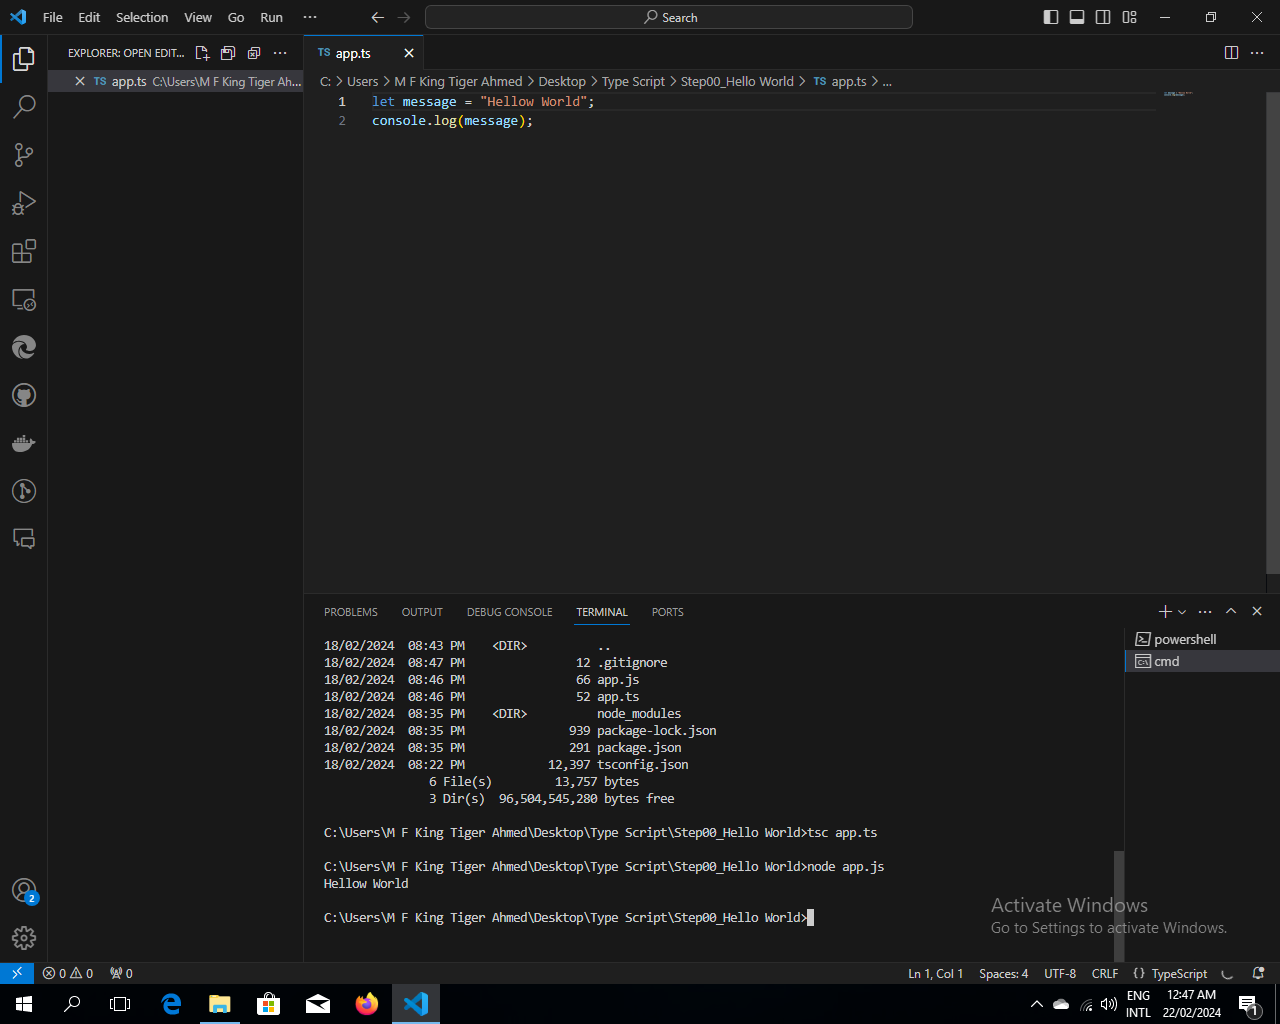 File Edit Selection View Go Run ···
Search
EXPLORER: OPEN EDIT...
TS app.ts C:\Users\M F King Tiger Ah...
TS app.ts
C: > Users > M F King Tiger Ahmed > Desktop > Type Script > Step00_Hello World > TS app.ts > ...
1 let message = "Hellow World";
2 console.log(message);
PROBLEMS OUTPUT DEBUG CONSOLE TERMINAL PORTS
powershell
cmd
18/02/2024 08:43 PM <DIR> ..
18/02/2024 08:47 PM 12 .gitignore
18/02/2024 08:46 PM 66 app.js
18/02/2024 08:46 PM 52 app.ts
18/02/2024 08:35 PM <DIR> node_modules
18/02/2024 08:35 PM 939 package-lock.json
18/02/2024 08:35 PM 291 package.json
18/02/2024 08:22 PM 12,397 tsconfig.json
6 File(s) 13,757 bytes
3 Dir(s) 96,504,545,280 bytes free
C:\Users\M F King Tiger Ahmed\Desktop\Type Script\Step00_Hello World>tsc app.ts
C:\Users\M F King Tiger Ahmed\Desktop\Type Script\Step00_Hello World>node app.js
Hellow World
C:\Users\M F King Tiger Ahmed\Desktop\Type Script\Step00_Hello World>
Activate Windows
Go to Settings to activate Windows.
2
0 0 0
Ln 1, Col 1 Spaces: 4 UTF-8 CRLF {} TypeScript
ENG
INTL
12:47 AM
22/02/2024
1